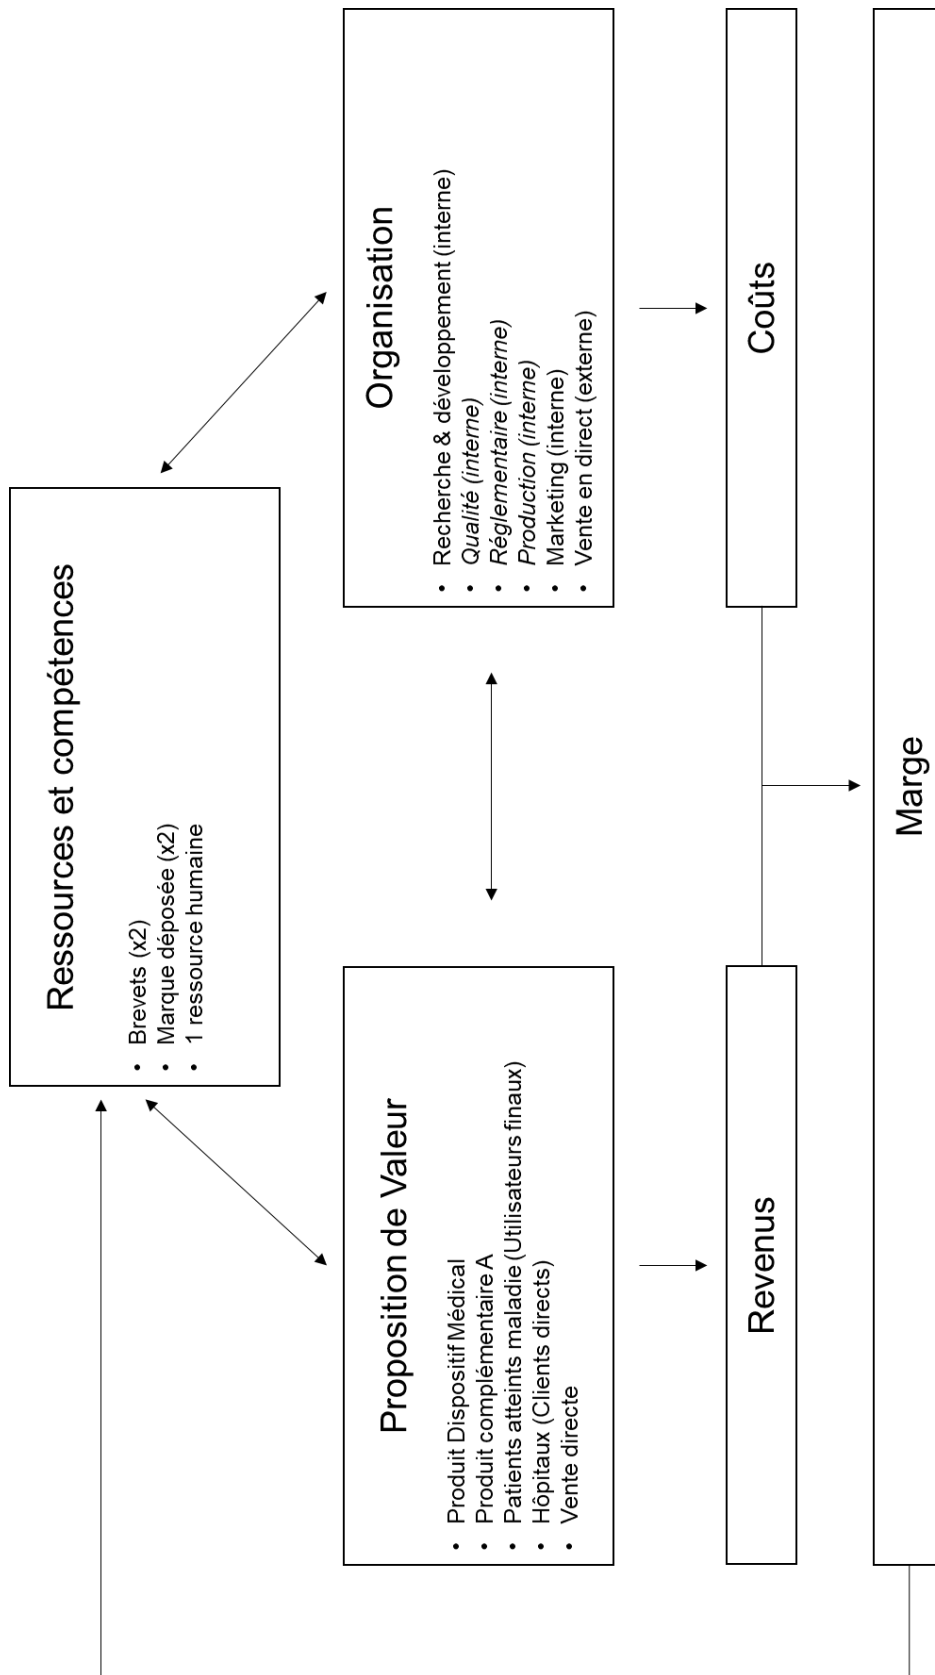 Ressources et compétences
• Brevets (x2)
• Marque déposée (x2)
• 1 ressource humaine
Proposition de Valeur
• Produit Dispositif Médical
• Produit complémentaire A
• Patients atteints maladie (Utilisateurs finaux)
• Hôpitaux (Clients directs)
• Vente directe
Organisation
• Recherche & développement (interne)
• Qualité (interne)
• Réglementaire (interne)
• Production (interne)
• Marketing (interne)
• Vente en direct (externe)
Revenus
Coûts
Marge